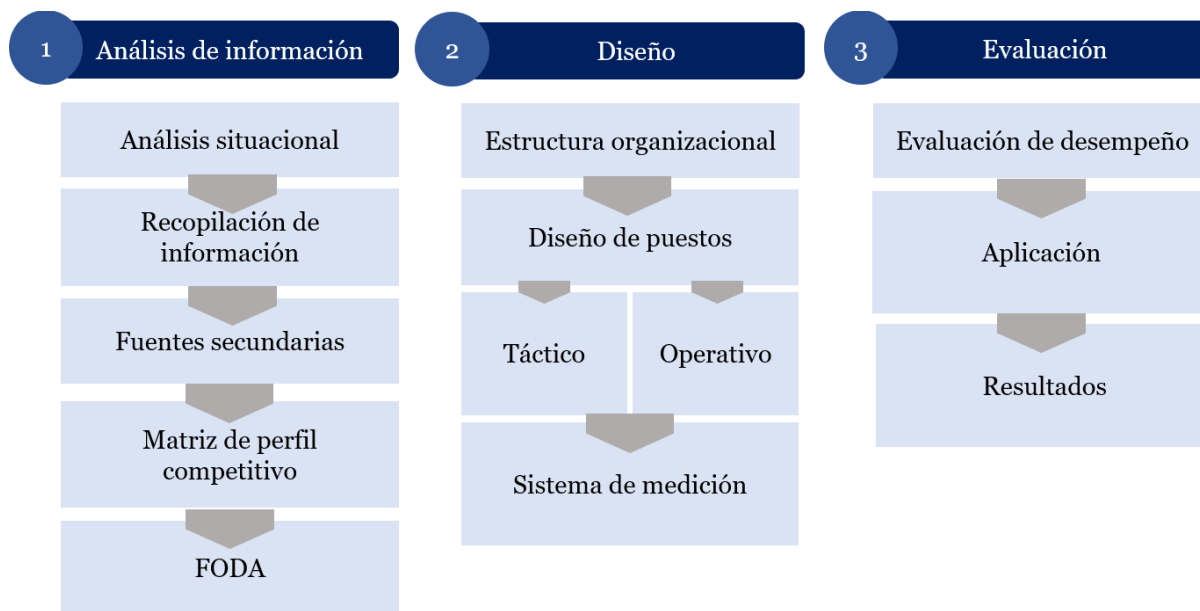 1
Análisis de información
Análisis situacional
Recopilación de
información
Fuentes secundarias
Matriz de perfil
competitivo
FODA
2
Diseño
Estructura organizacional
Diseño de puestos
Táctico
Operativo
Sistema de medición
3
Evaluación
Evaluación de desempeño
Aplicación
Resultados